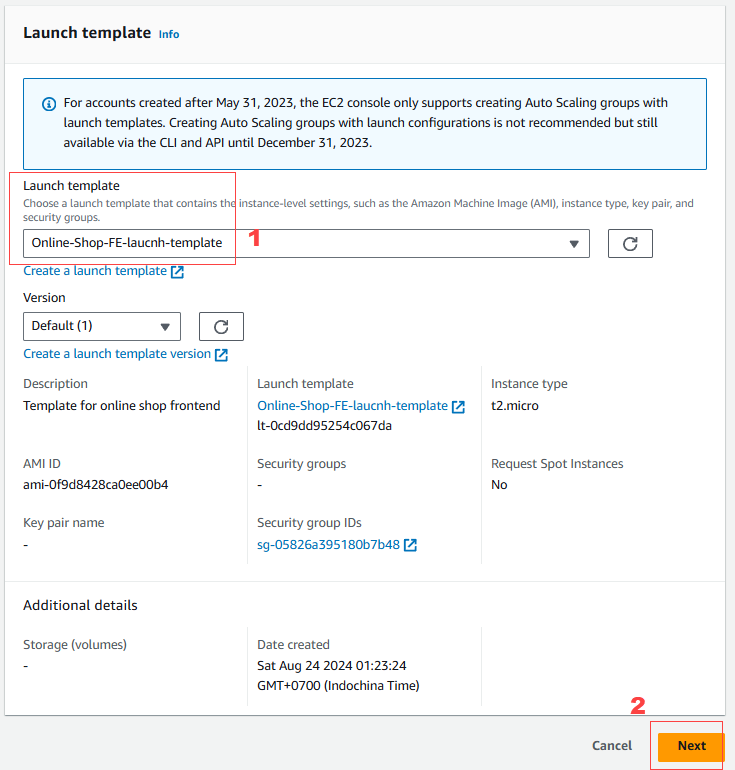 Launch template Info
For accounts created after May 31, 2023, the EC2 console only supports creating Auto Scaling groups with
launch templates. Creating Auto Scaling groups with launch configurations is not recommended but still
available via the CLI and API until December 31, 2023.
Launch template
Choose a launch template that contains the instance-level settings, such as the Amazon Machine Image (AMI), instance type, key pair, and
security groups.
Online-Shop-FE-laucnh-template 1
Create a launch template
Version
Default (1)
Create a launch template version
Description
Template for online shop frontend
Launch template
Online-Shop-FE-laucnh-template
lt-0cd9dd95254c067da
Instance type
t2.micro
AMI ID
ami-0f9d8428ca0ee00b4
Security groups
-
Request Spot Instances
No
Key pair name
-
Security group IDs
sg-05826a395180b7b48
Additional details
Storage (volumes)
-
Date created
Sat Aug 24 2024 01:23:24
GMT+0700 (Indochina Time)
2
Cancel Next